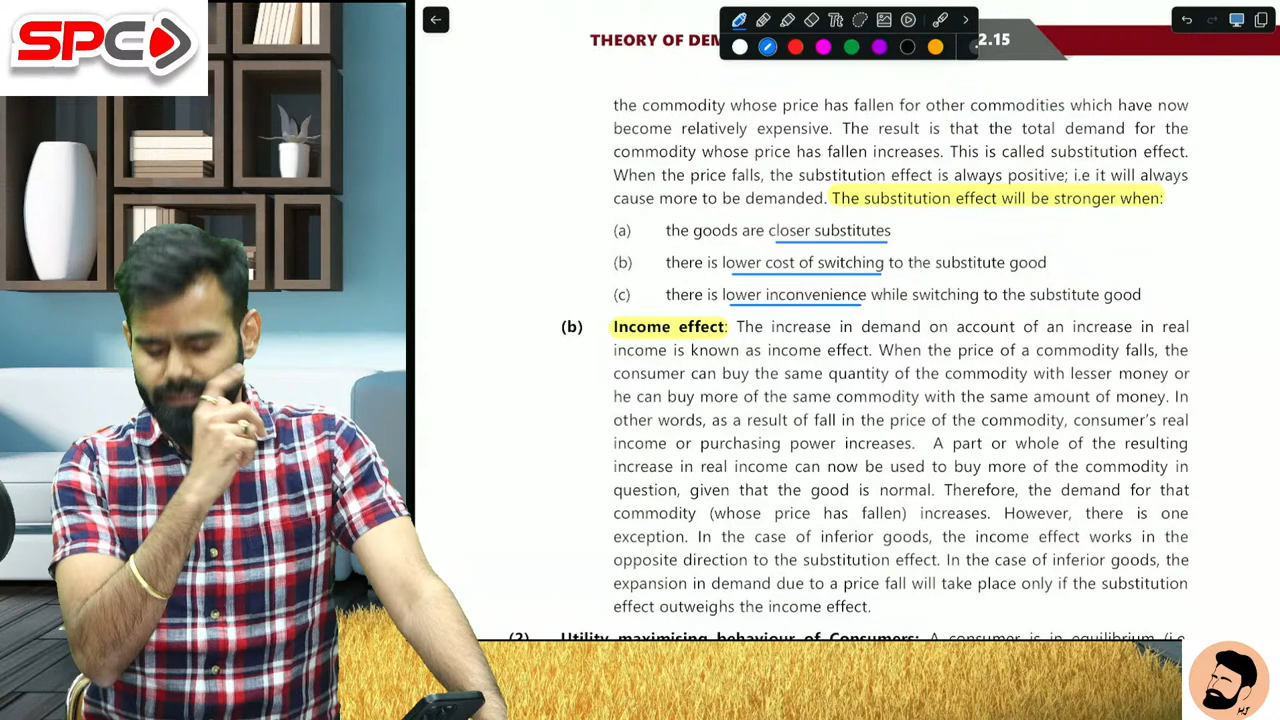 SPC
THEORY OF DEM
2.15
the commodity whose price has fallen for other commodities which have now
become relatively expensive. The result is that the total demand for the
commodity whose price has fallen increases. This is called substitution effect.
When the price falls, the substitution effect is always positive; i.e it will always
cause more to be demanded. The substitution effect will be stronger when:
(a) the goods are closer substitutes
(b) there is lower cost of switching to the substitute good
(c) there is lower inconvenience while switching to the substitute good
(b) Income effect: The increase in demand on account of an increase in real
income is known as income effect. When the price of a commodity falls, the
consumer can buy the same quantity of the commodity with lesser money or
he can buy more of the same commodity with the same amount of money. In
other words, as a result of fall in the price of the commodity, consumer's real
income or purchasing power increases. A part or whole of the resulting
increase in real income can now be used to buy more of the commodity in
question, given that the good is normal. Therefore, the demand for that
commodity (whose price has fallen) increases. However, there is one
exception. In the case of inferior goods, the income effect works in the
opposite direction to the substitution effect. In the case of inferior goods, the
expansion in demand due to a price fall will take place only if the substitution
effect outweighs the income effect.
(2) Utility maximising behaviour of Consumers: A consumer is in equilibrium (i.e.
HJ